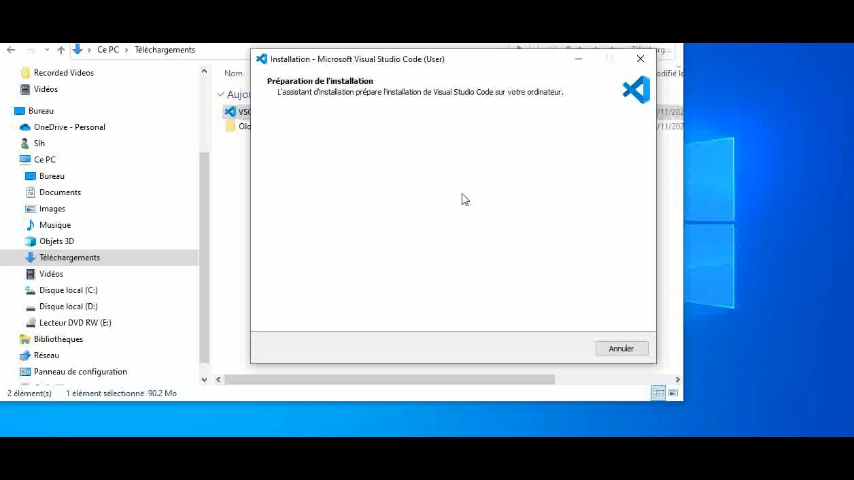 Installation - Microsoft Visual Studio Code (User)
Ce PC
Téléchargements
Préparation de l'installation
L'assistant d'installation prépare l'installation de Visual Studio Code sur votre ordinateur.
Annuler
Nom
Recorded Videos
Vidéos
Bureau
OneDrive - Personal
Slh
Ce PC
Bureau
Documents
Images
Musique
Objets 3D
Téléchargements
Vidéos
Disque local (C:)
Disque local (D:)
Lecteur DVD RW (E:)
Bibliothèques
Réseau
Panneau de configuration
2 élément(s)
1 élément sélectionné 90.2 Mo